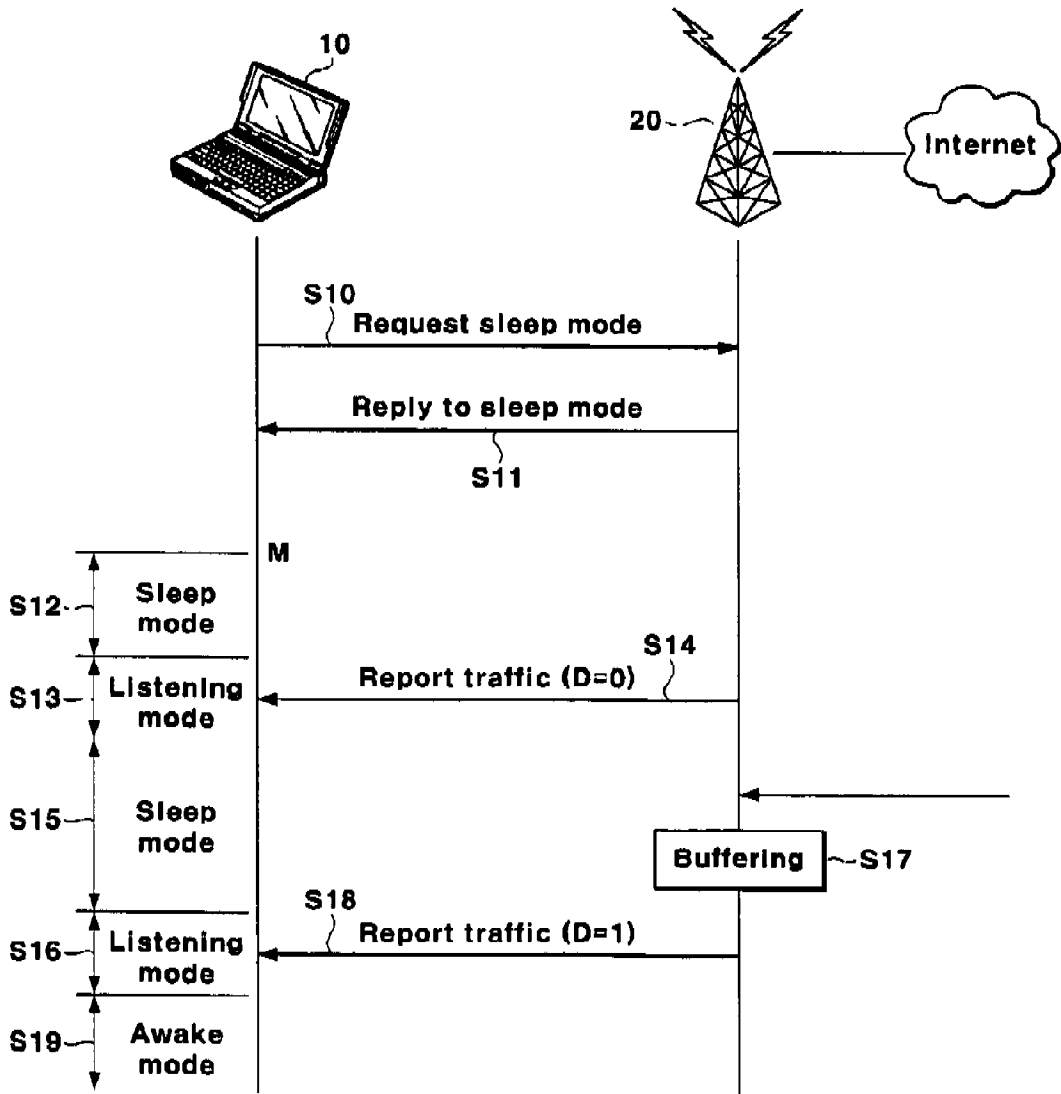 10
20
Internet
S10
Request sleep mode
Reply to sleep mode
S11
M
S12
Sleep
mode
S14
Report traffic (D=0)
S13
Listening
mode
S15
Sleep
mode
Buffering
S17
S18
Report traffic (D=1)
S16
Listening
mode
S19
Awake
mode